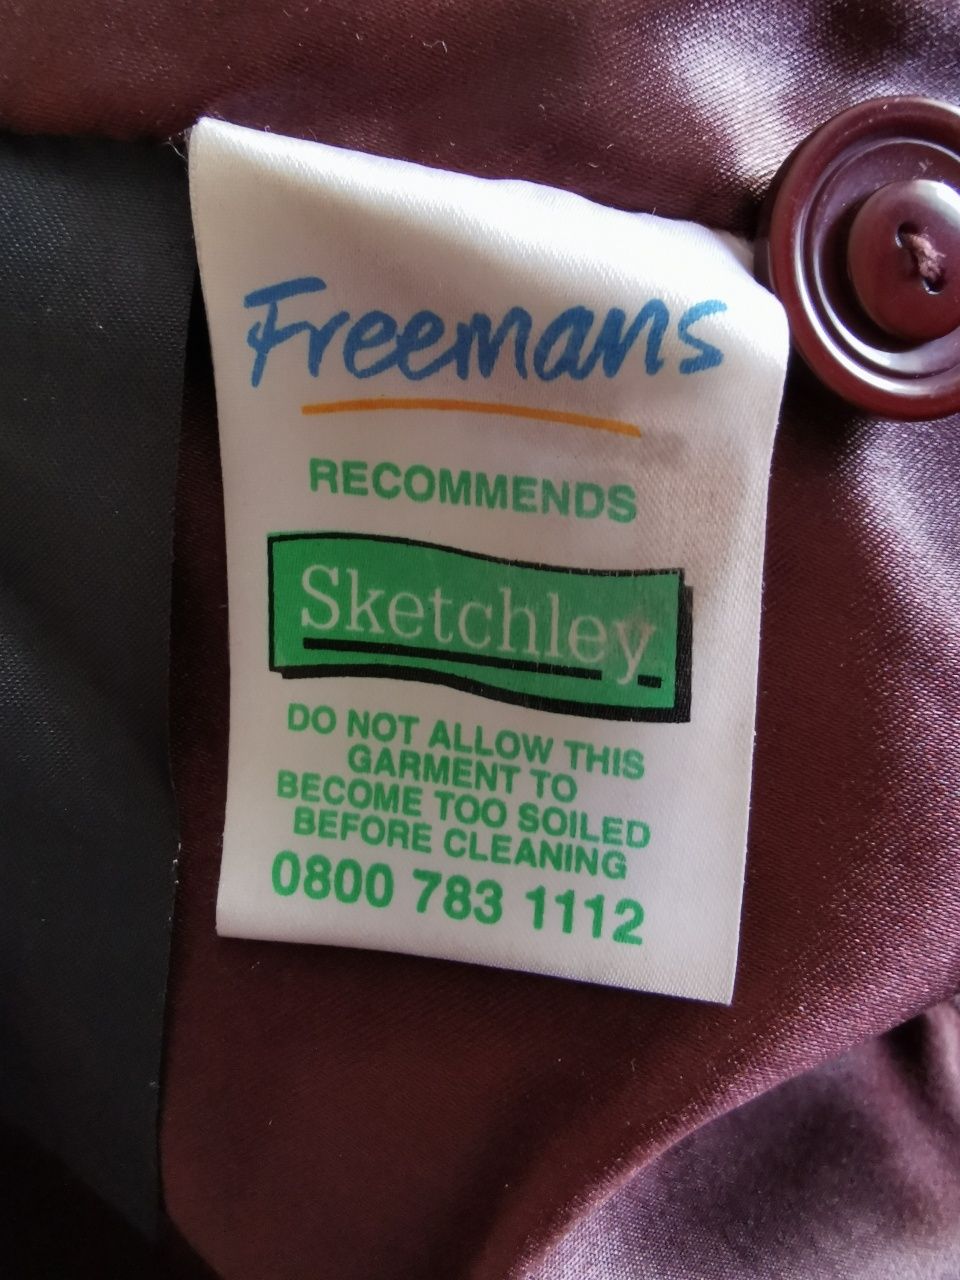 Freemans
RECOMMENDS
Sketchley
DO NOT ALLOW THIS
GARMENT TO
BECOME TOO SOILED
BEFORE CLEANING
0800 783 1112